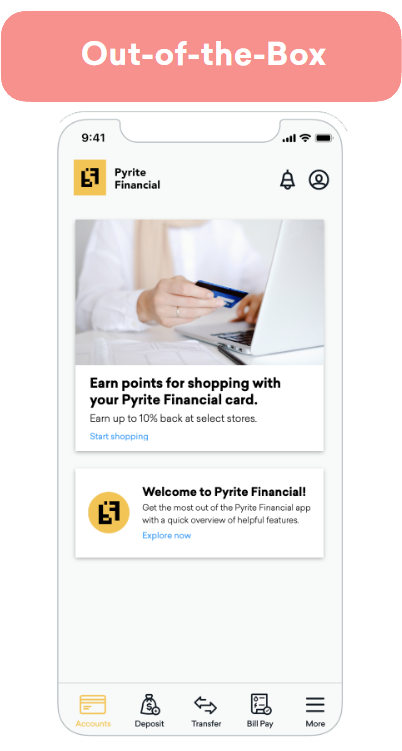 Out-of-the-Box
9:41
Pyrite
Financial
Earn points for shopping with
your Pyrite Financial card.
Earn up to 10% back at select stores.
Start shopping
Welcome to Pyrite Financial!
Get the most out of the Pyrite Financial app
with a quick overview of helpful features.
Explore now
Accounts
Deposit
Transfer
Bill Pay
More